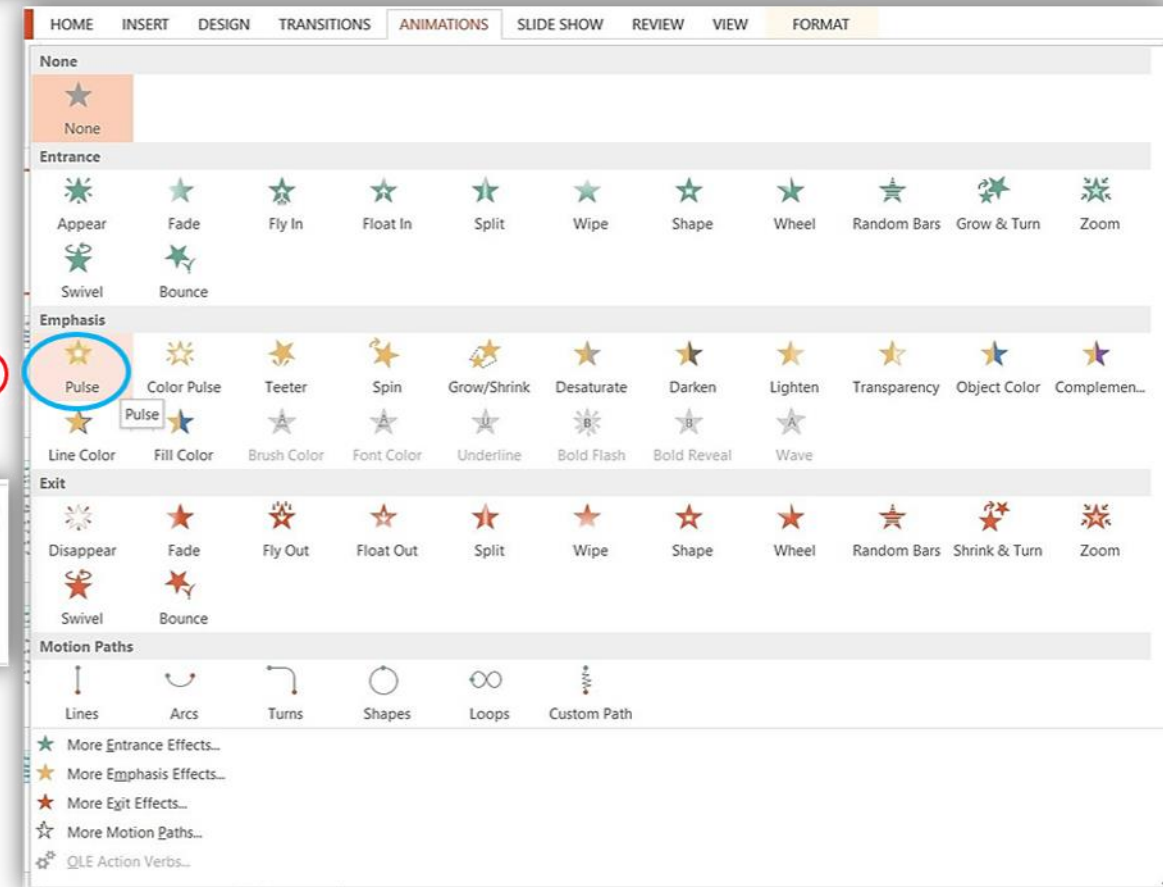 HOME INSERT DESIGN TRANSITIONS ANIMATIONS SLIDE SHOW REVIEW VIEW FORMAT
None
None
Entrance
Appear Fade Fly In Float In Split Wipe Shape Wheel Random Bars Grow & Turn Zoom
Swivel Bounce
Emphasis
Pulse Color Pulse Teeter Spin Grow/Shrink Desaturate Darken Lighten Transparency Object Color Complemen...
Pulse
Line Color Fill Color Brush Color Font Color Underline Bold Flash Bold Reveal Wave
Exit
Disappear Fade Fly Out Float Out Split Wipe Shape Wheel Random Bars Shrink & Turn Zoom
Swivel Bounce
Motion Paths
Lines Arcs Turns Shapes Loops Custom Path
More Entrance Effects...
More Emphasis Effects...
More Exit Effects...
More Motion Paths...
OLE Action Verbs...